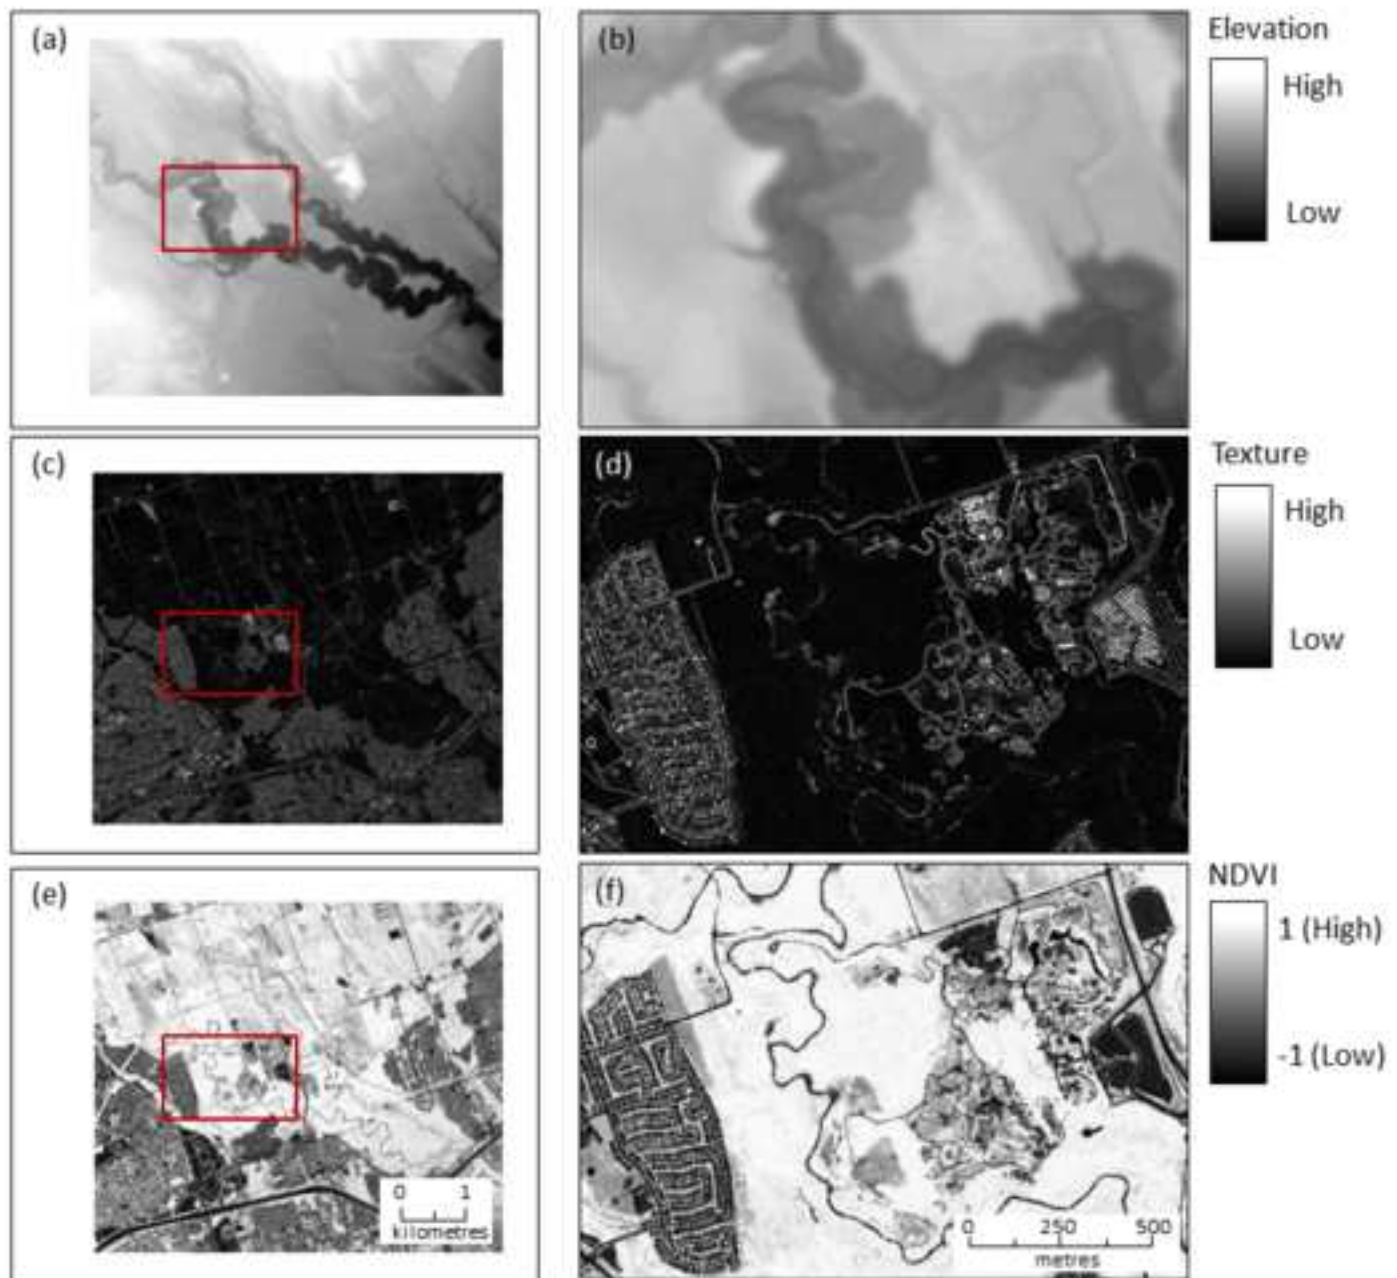 (a)
(b)
Elevation
High
Low
(c)
(d)
Texture
High
Low
(e)
0 1
kilometres
(f)
0 250 500
metres
NDVI
1 (High)
-1 (Low)